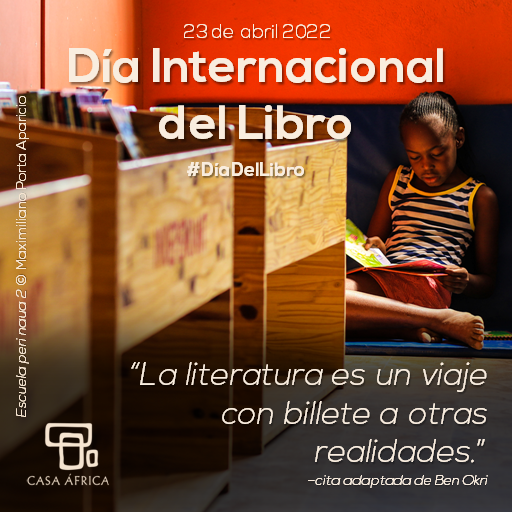 23 de abril 2022
Día Internacional
del Libro
#DíaDelLibro
Escuela peri naua 2 © Maximiliano Porta Aparicio
"La literatura es un viaje
con billete a otras
realidades."
-cita adaptada de Ben Okri
CASA ÁFRICA